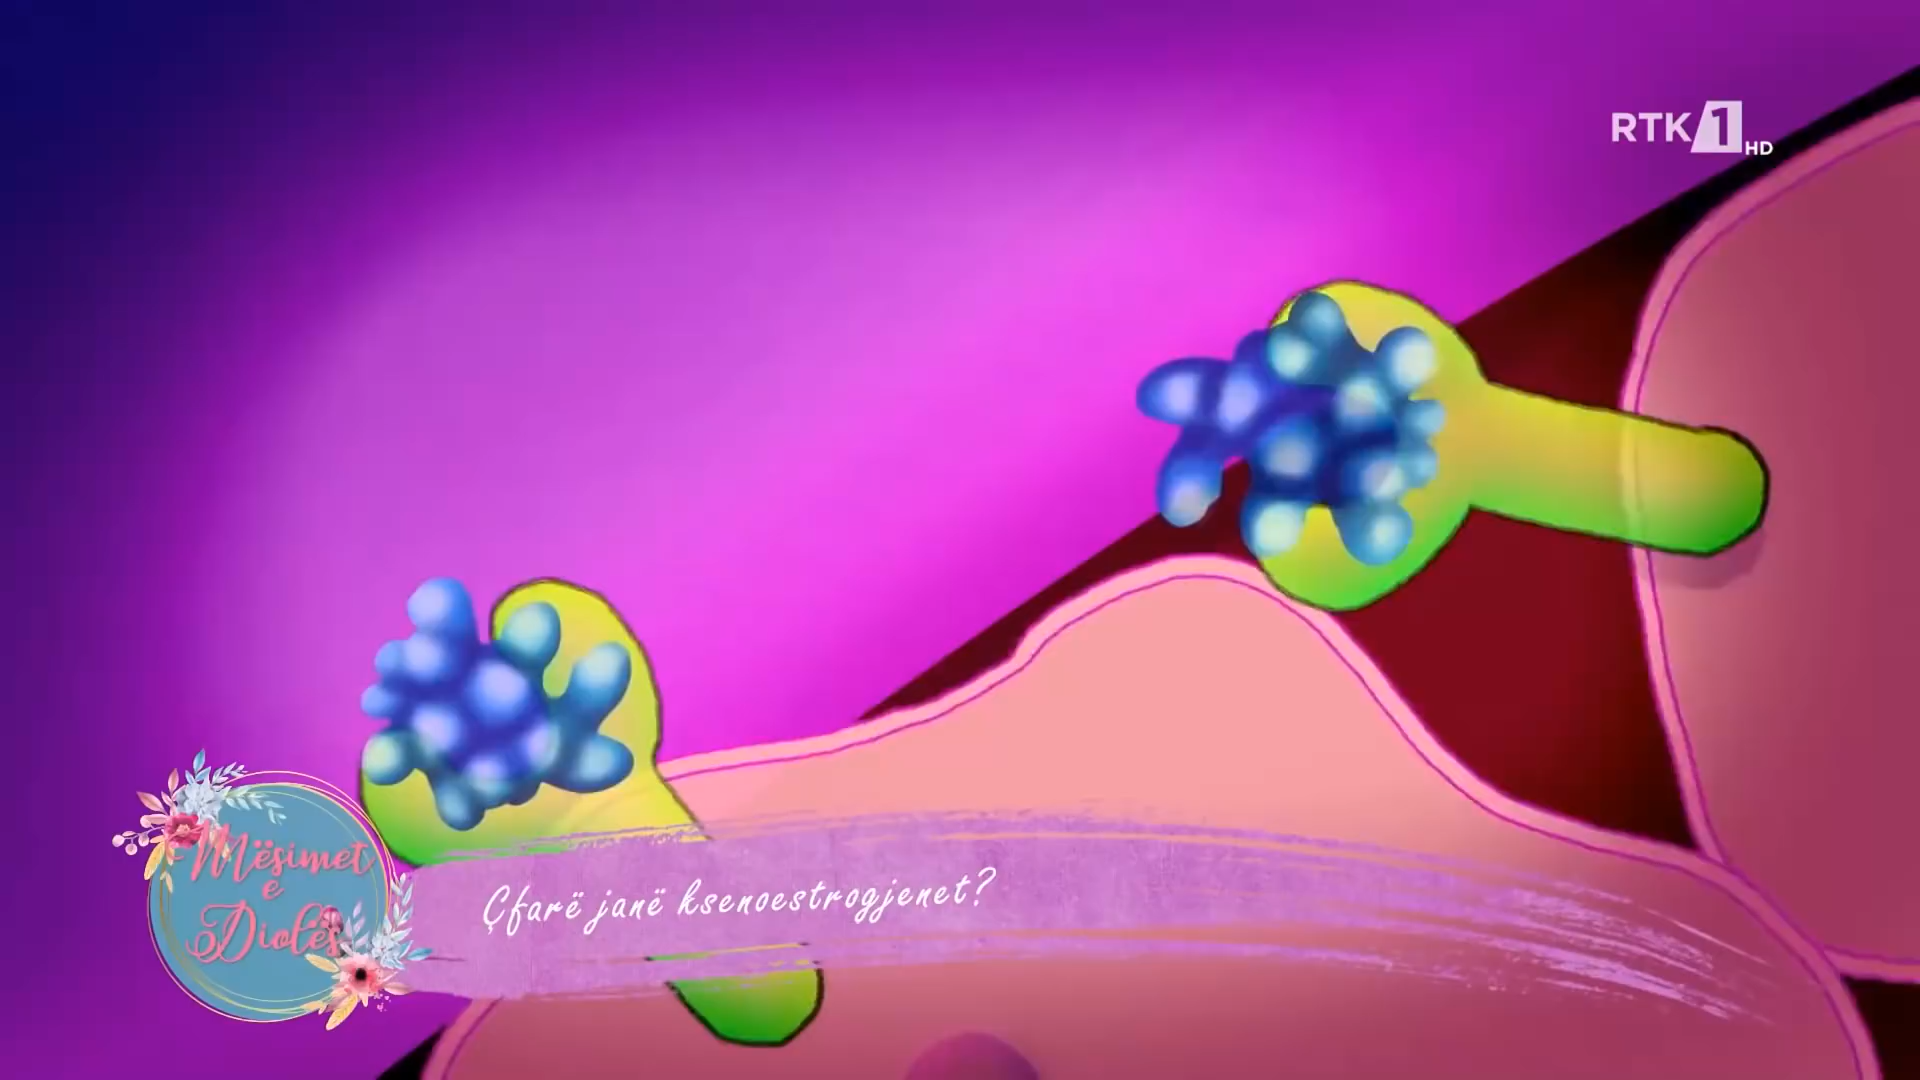 RTK 1 HD
Mësimet
e
Diolës
Çfarë janë ksenoestrogjenet?